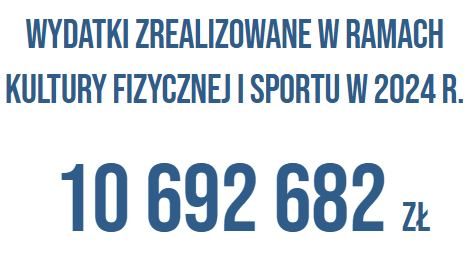 WYDATKI ZREALIZOWANE W RAMACH
KULTURY FIZYCZNEJ I SPORTU W 2024 R.
10 692 682 ZŁ